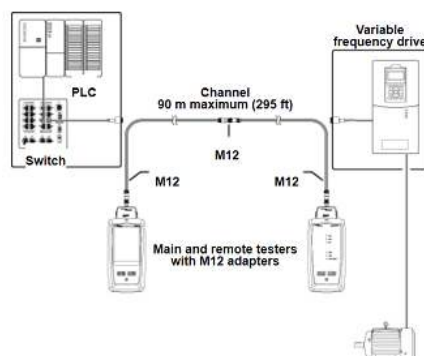 Variable
frequency drive
PLC
Channel
90 m maximum (295 ft)
Switch
M12
M12
M12
Main and remote testers
with M12 adapters